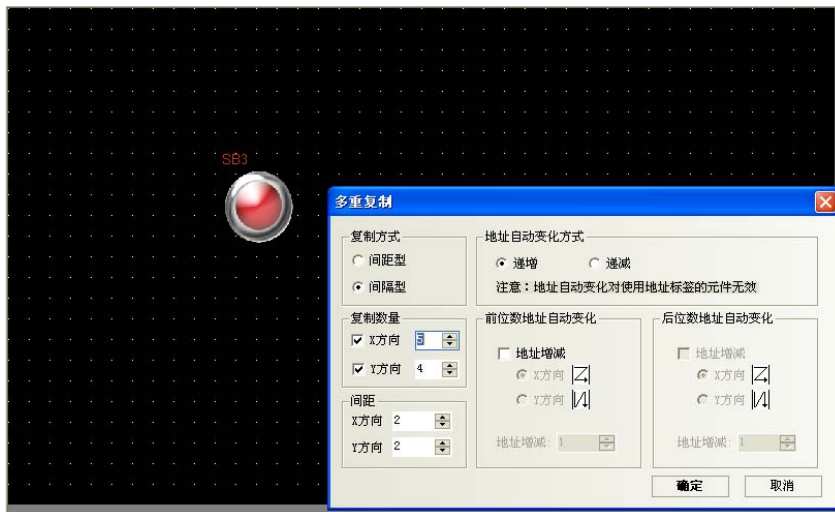 SB3
多重复制
复制方式
间距型
间隔型
地址自动变化方式
递增 递减
注意：地址自动变化对使用地址标签的元件无效
复制数量
X方向 5
Y方向 4
间距
X方向 2
Y方向 2
前位数地址自动变化
地址增减
X方向
Y方向
地址增减: 1
后位数地址自动变化
地址增减
X方向
Y方向
地址增减: 1
确定 取消